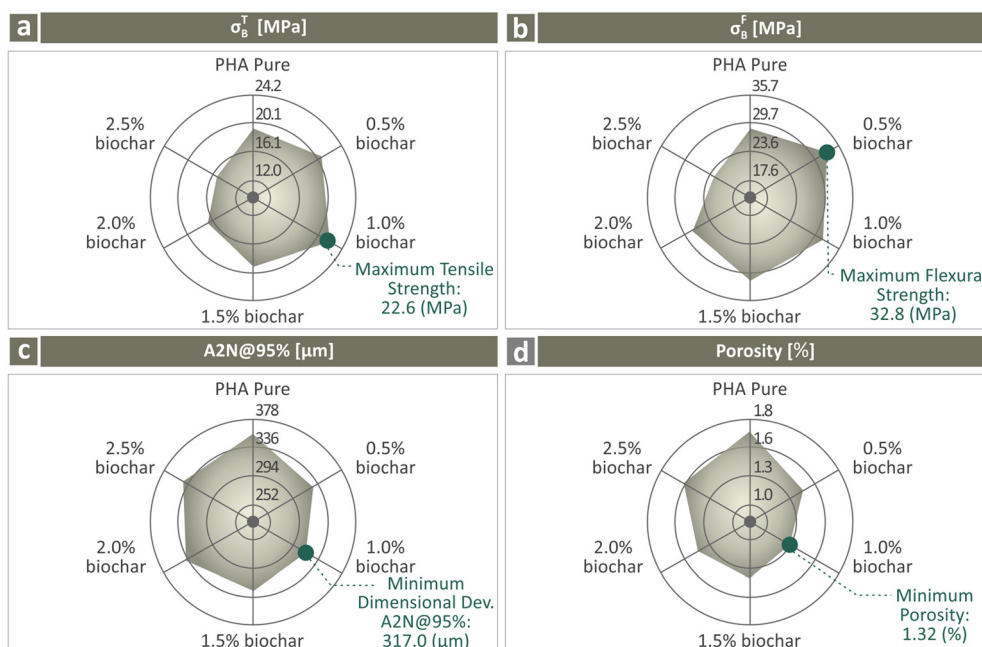 a
σ_B^T [MPa]
PHA Pure
24.2
20.1
16.1
12.0
0.5%
biochar
1.0%
biochar
1.5% biochar
2.0%
biochar
2.5%
biochar
Maximum Tensile
Strength:
22.6 (MPa)
b
σ_B^F [MPa]
PHA Pure
35.7
29.7
23.6
17.6
0.5%
biochar
1.0%
biochar
1.5% biochar
2.0%
biochar
2.5%
biochar
Maximum Flexura
Strength:
32.8 (MPa)
c
A2N@95% [µm]
PHA Pure
378
336
294
252
0.5%
biochar
1.0%
biochar
1.5% biochar
2.0%
biochar
2.5%
biochar
Minimum
Dimensional Dev.
A2N@95%:
317.0 (µm)
d
Porosity [%]
PHA Pure
1.8
1.6
1.3
1.0
0.5%
biochar
1.0%
biochar
1.5% biochar
2.0%
biochar
2.5%
biochar
Minimum
Porosity:
1.32 (%)